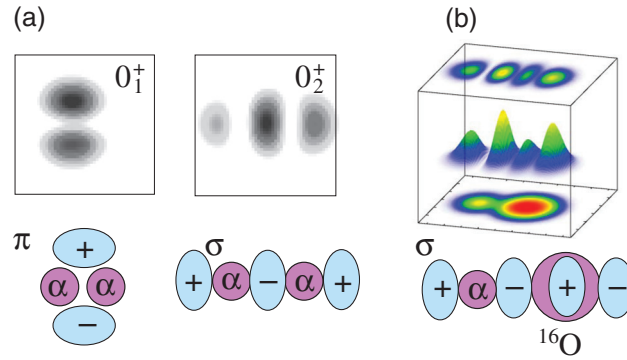 (a)
(b)
0₁⁺
0₂⁺
π
+
α α
−
σ
+ α − α +
σ
+ α − + −
¹⁶O